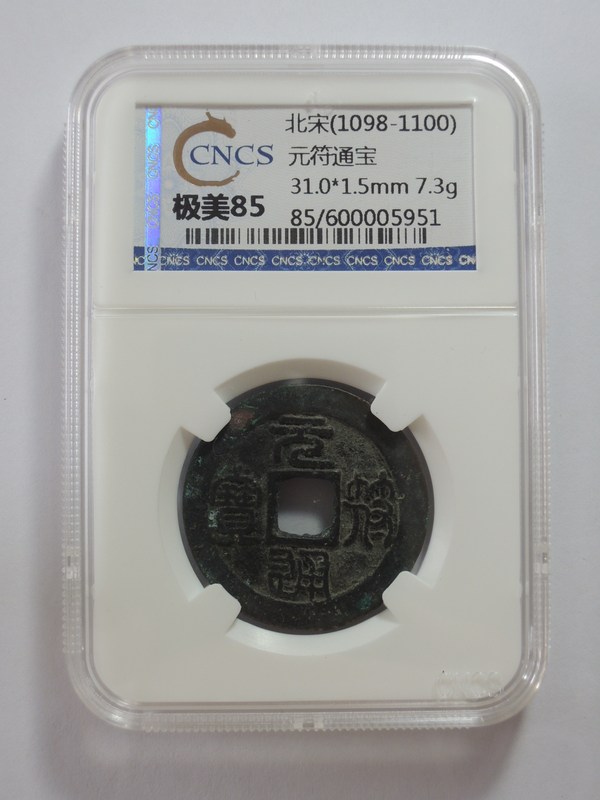 北宋(1098-1100)
CNCS
元符通宝
31.0*1.5mm 7.3g
极美85
85/600005951
CNCS CNCS CNCS CNCS CNCS CNCS CNCS CNCS
CNCS CNCS CNCS
元符通寶